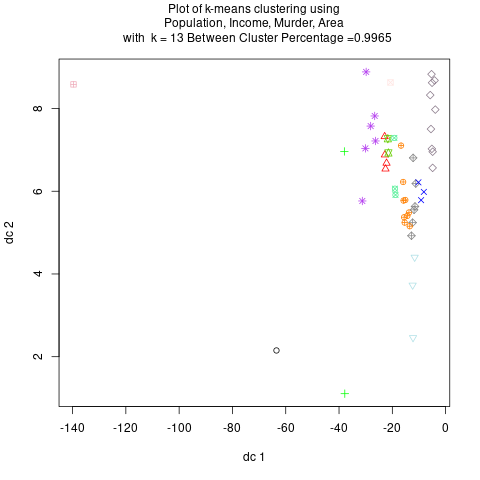 Plot of k-means clustering using
Population, Income, Murder, Area
with  k = 13 Between Cluster Percentage =0.9965
8
6
4
2
dc 2
-140 -120 -100 -80 -60 -40 -20 0
dc 1